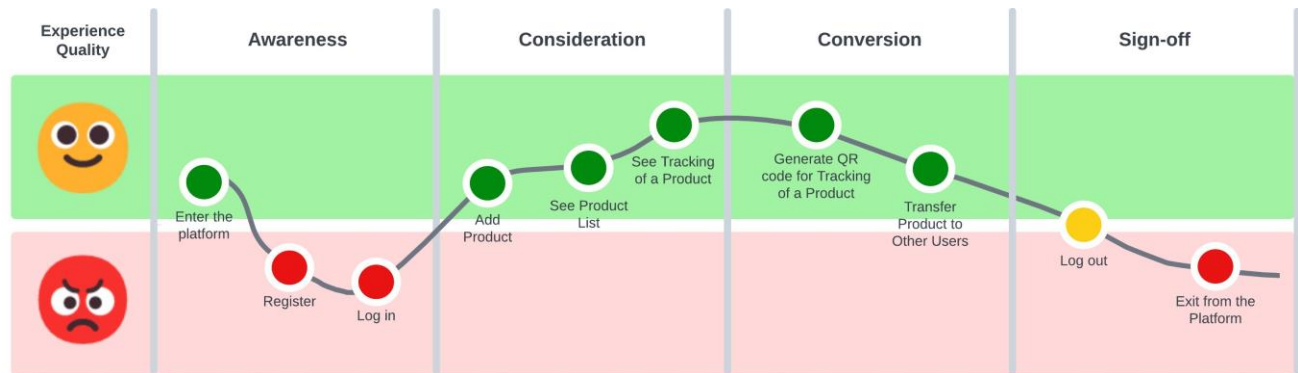 Experience
Quality
Awareness
Consideration
Conversion
Sign-off
Enter the
platform
Register
Log in
Add
Product
See Product
List
See Tracking
of a Product
Generate QR
code for Tracking
of a Product
Transfer
Product to
Other Users
Log out
Exit from the
Platform